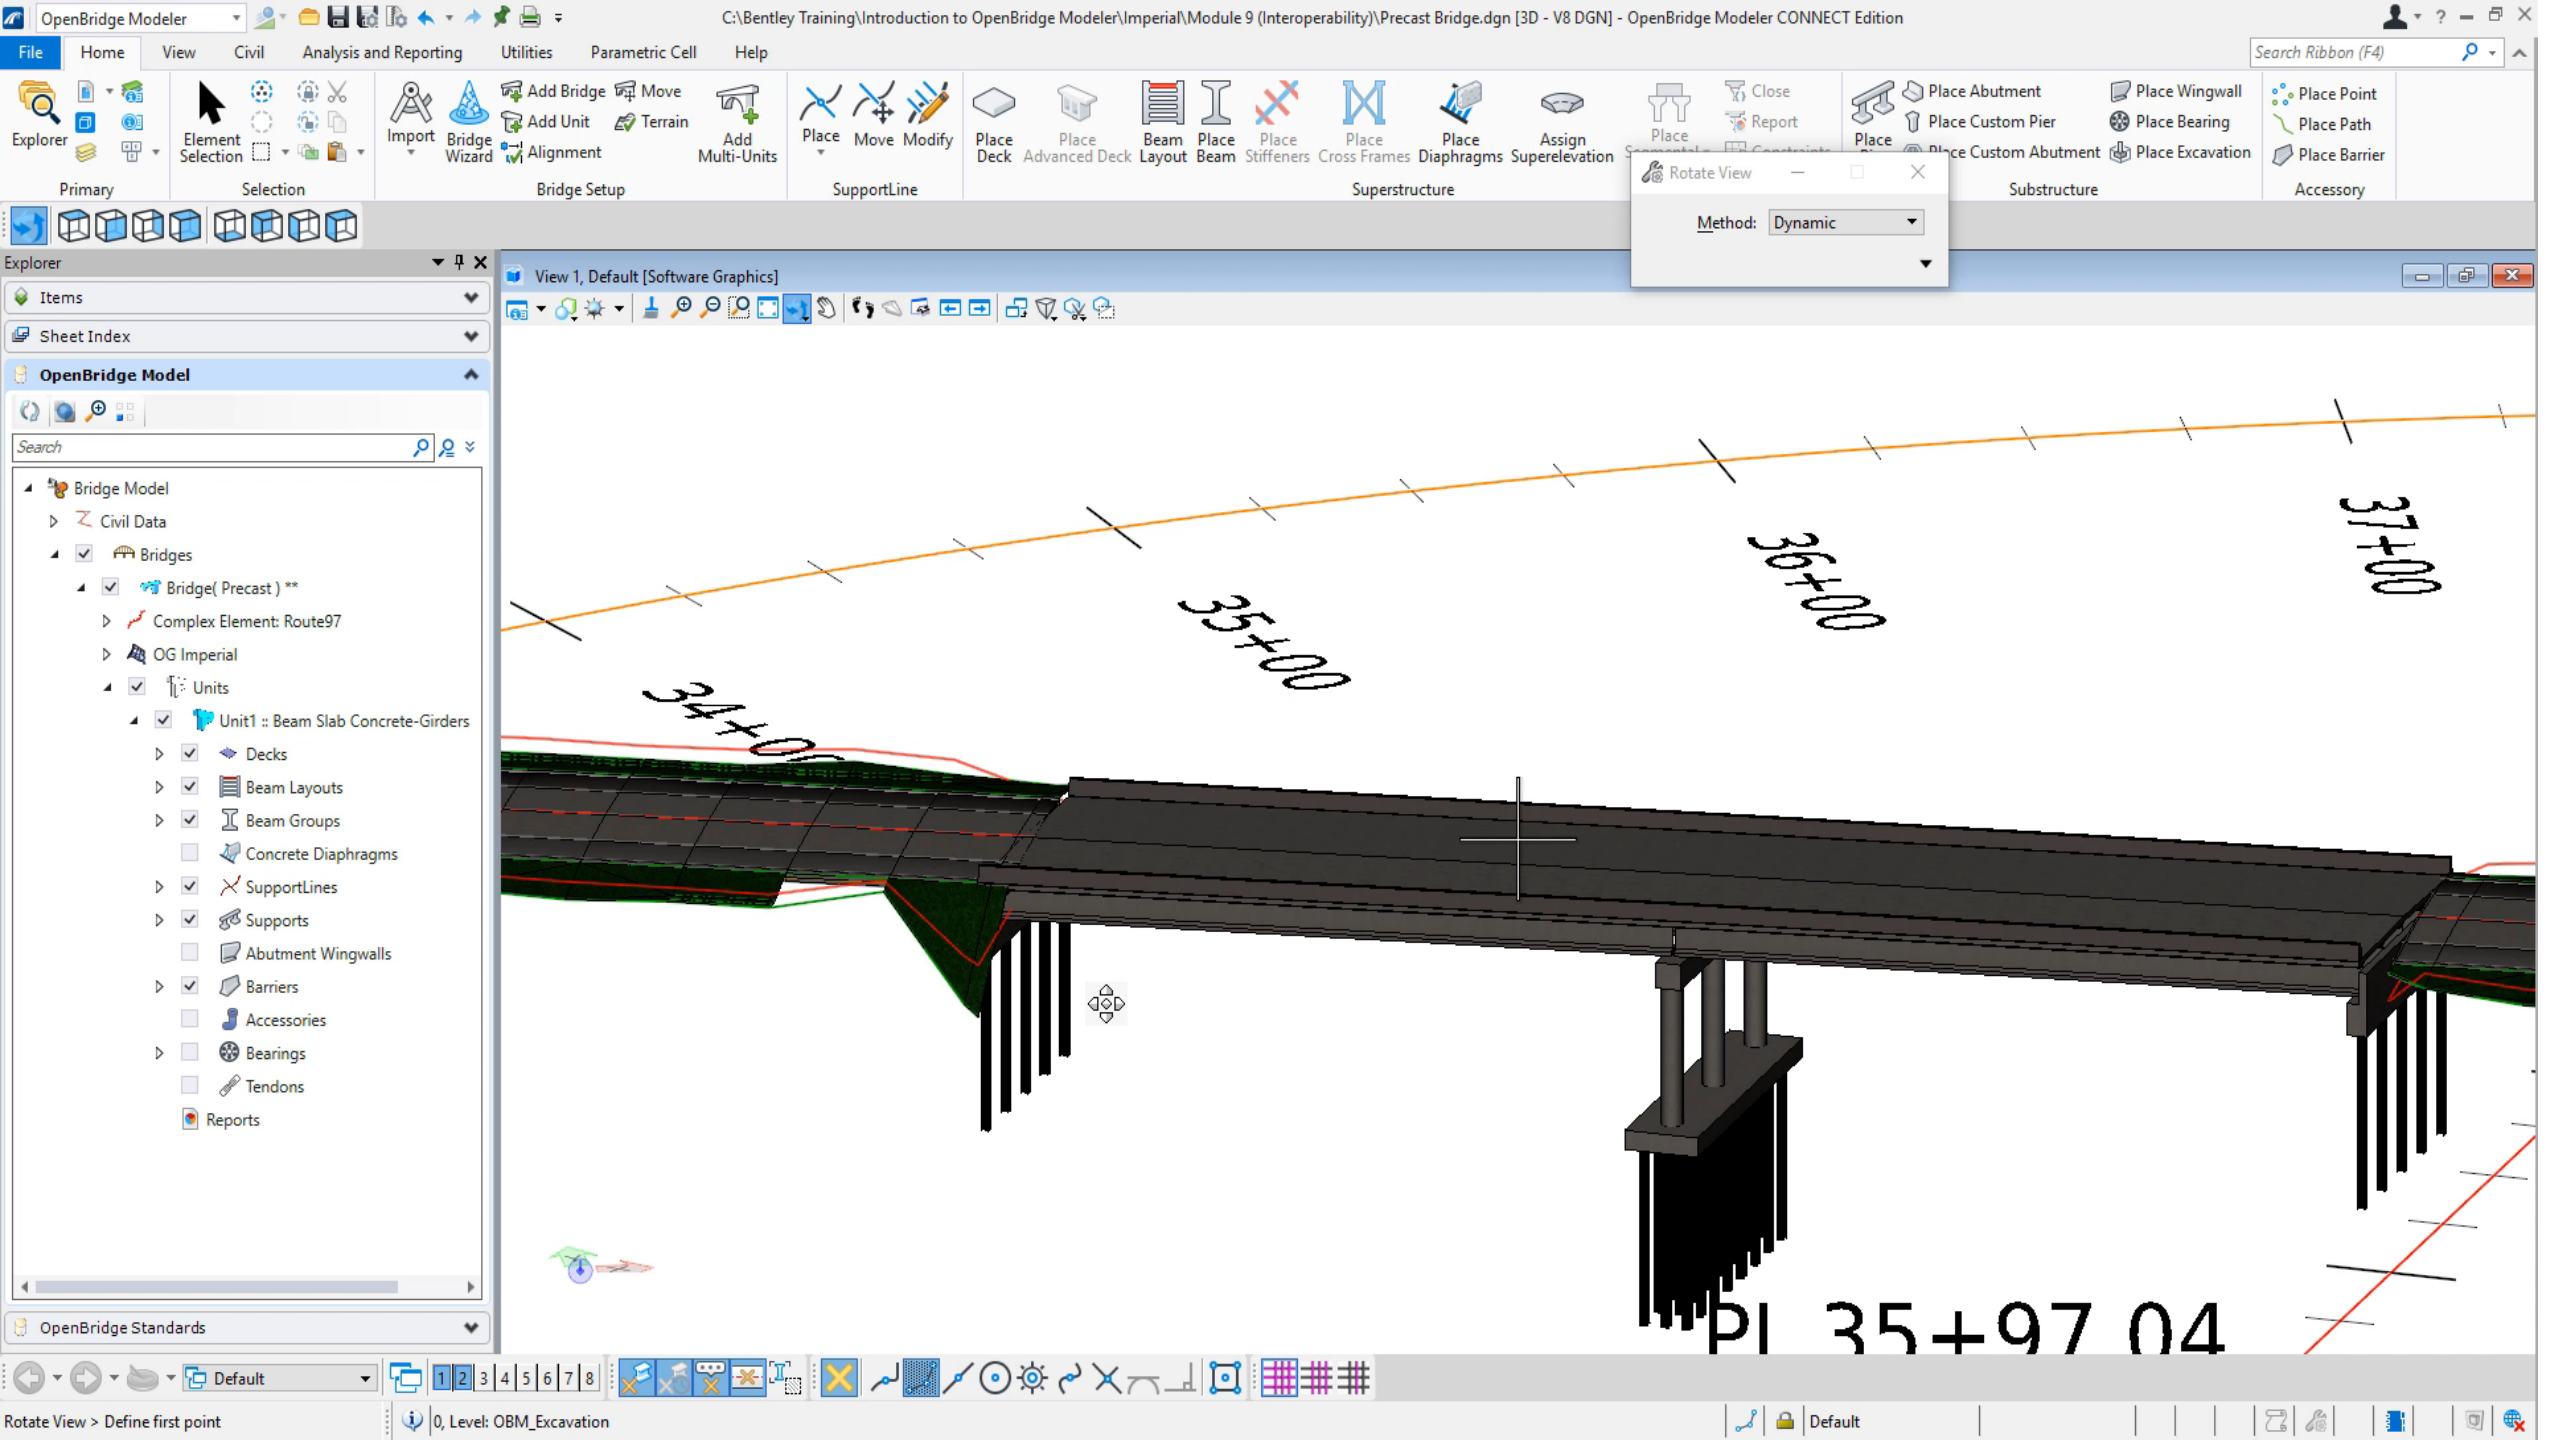 OpenBridge Modeler
C:\Bentley Training\Introduction to OpenBridge Modeler\Imperial\Module 9 (Interoperability)\Precast Bridge.dgn [3D - V8 DGN] - OpenBridge Modeler CONNECT Edition
File Home View Civil Analysis and Reporting Utilities Parametric Cell Help
Search Ribbon (F4)
Explorer
Primary
Element Selection
Selection
Import
Bridge Wizard
Add Bridge
Add Unit
Alignment
Move
Terrain
Add Multi-Units
Bridge Setup
Place
Move
Modify
SupportLine
Place Deck
Place Advanced Deck
Beam Layout
Place Beam
Place Stiffeners
Place Cross Frames
Place Diaphragms
Assign Superelevation
Place
Close
Report
Superstructure
Place
Place Abutment
Place Custom Pier
Place Custom Abutment
Place Wingwall
Place Bearing
Place Excavation
Substructure
Place Point
Place Path
Place Barrier
Accessory
Rotate View
Method: Dynamic
Explorer
Items
Sheet Index
OpenBridge Model
Search
Bridge Model
Civil Data
Bridges
Bridge( Precast ) **
Complex Element: Route97
OG Imperial
Units
Unit1 :: Beam Slab Concrete-Girders
Decks
Beam Layouts
Beam Groups
Concrete Diaphragms
SupportLines
Supports
Abutment Wingwalls
Barriers
Accessories
Bearings
Tendons
Reports
OpenBridge Standards
View 1, Default [Software Graphics]
37+00
36+00
35+00
PI 35+97.04
Default
1 2 3 4 5 6 7 8
Rotate View > Define first point
0, Level: OBM_Excavation
Default